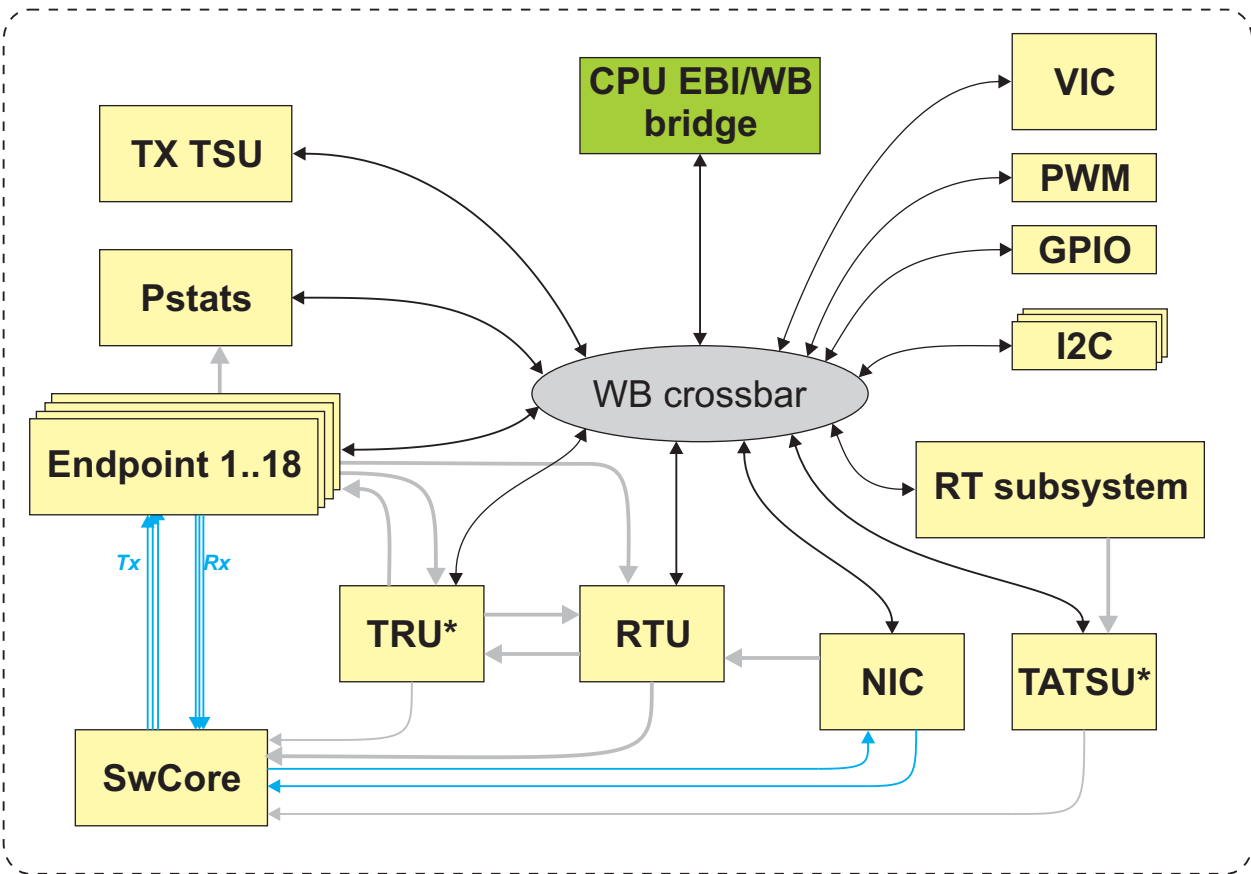 CPU EBI/WB
bridge
VIC
TX TSU
PWM
GPIO
Pstats
I2C
WB crossbar
Endpoint 1..18
RT subsystem
Tx
Rx
TRU*
RTU
NIC
TATSU*
SwCore